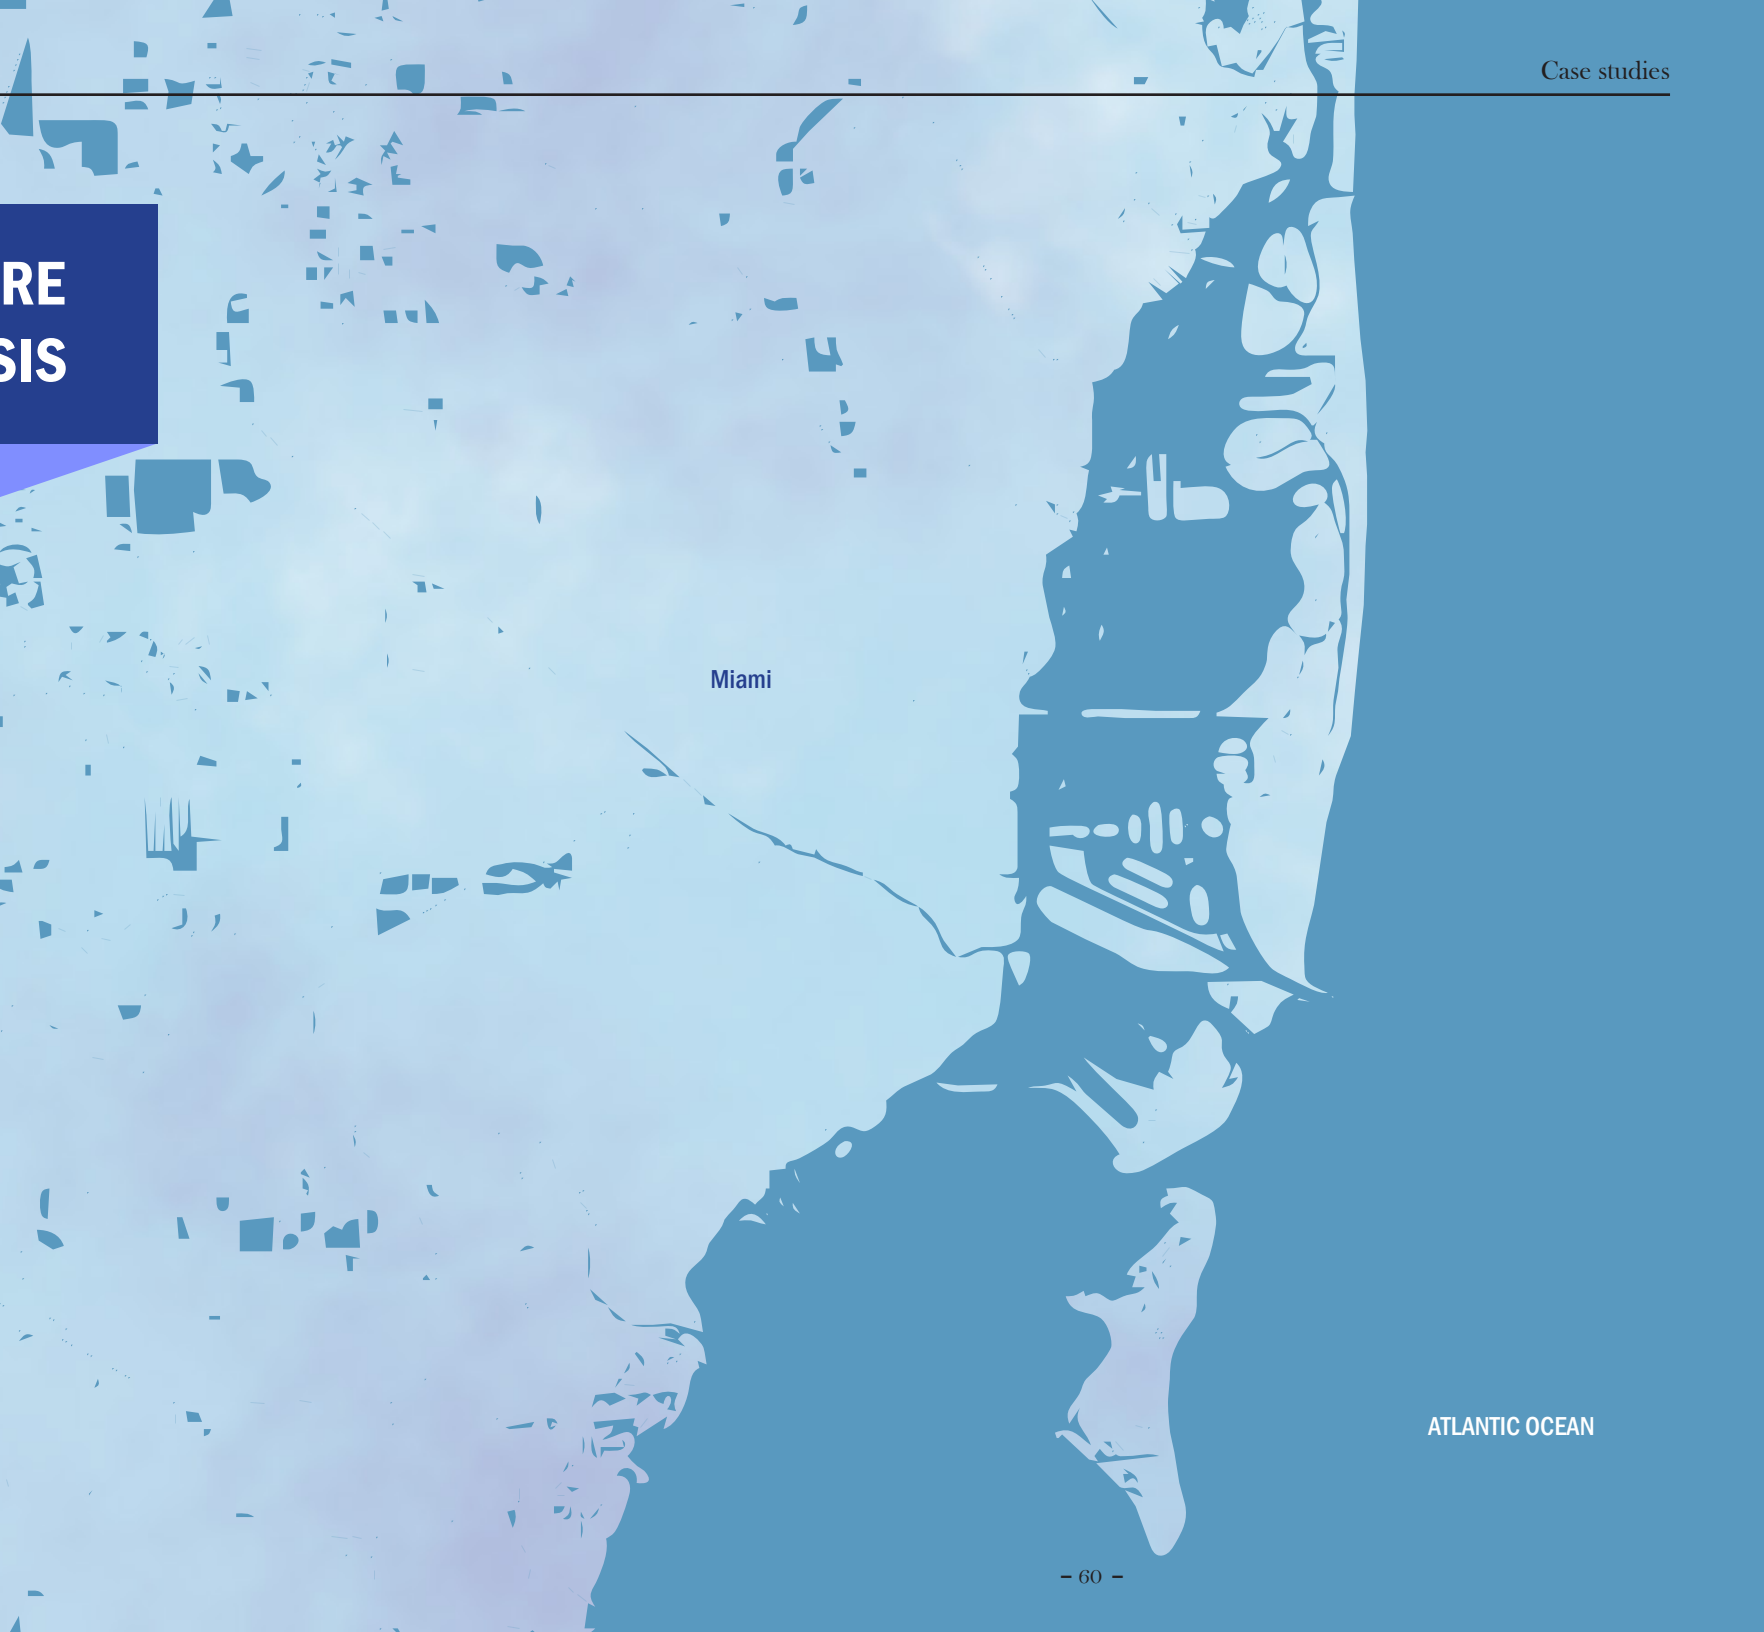 Case studies
RE
SIS
Miami
ATLANTIC OCEAN
– 60 –